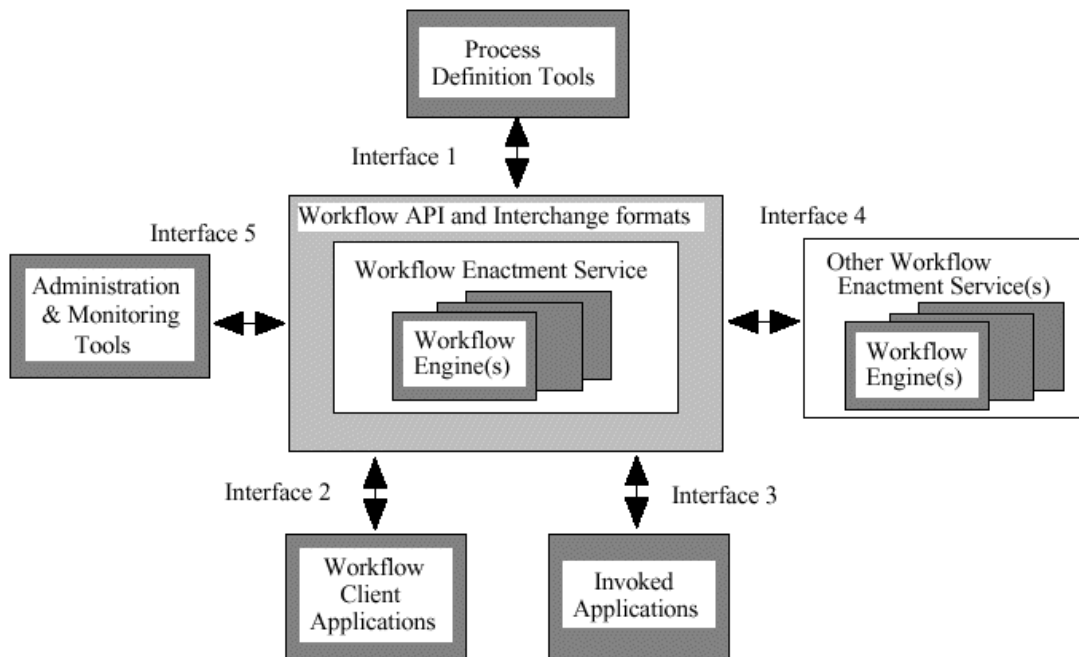 Process
Definition Tools
Interface 1
Workflow API and Interchange formats
Interface 4
Interface 5
Workflow Enactment Service
Other Workflow
Enactment Service(s)
Administration
& Monitoring
Tools
Workflow
Engine(s)
Workflow
Engine(s)
Interface 2
Interface 3
Workflow
Client
Applications
Invoked
Applications